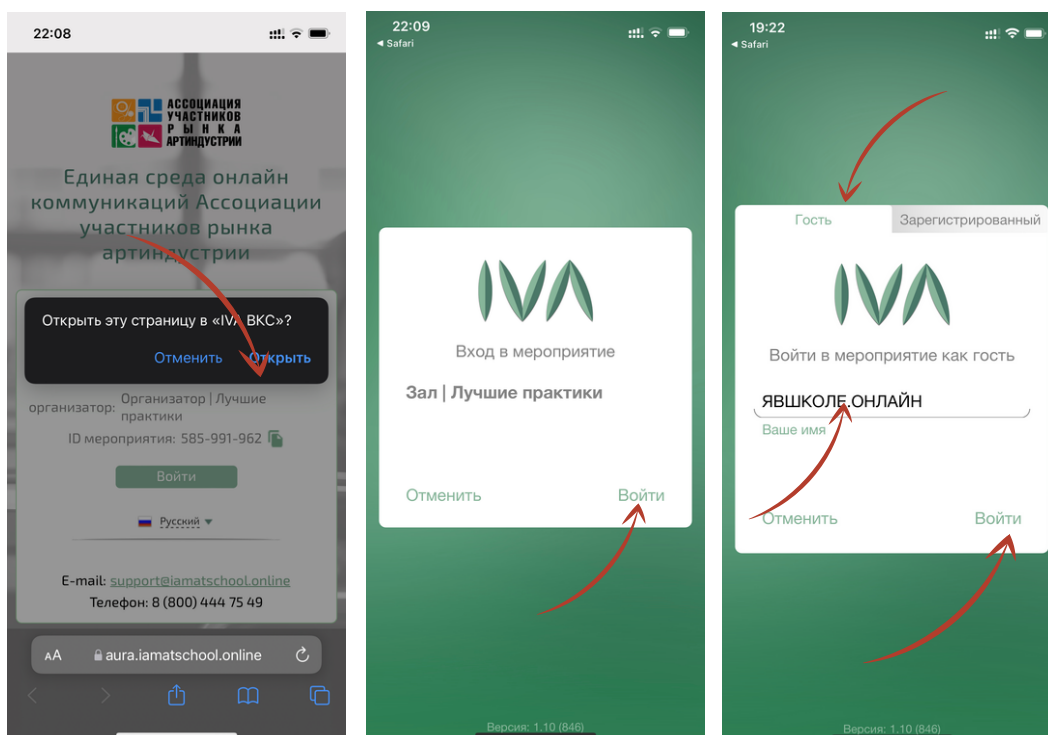 22:08
АССОЦИАЦИЯ
УЧАСТНИКОВ
РЫНКА
АРТИНДУСТРИИ
Единая среда онлайн
коммуникаций Ассоциации
участников рынка
артиндустрии
Открыть эту страницу в «IVA ВКС»?
Отменить Открыть
организатор: Организатор | Лучшие
практики
ID мероприятия: 585-991-962
Войти
Русский
E-mail: support@iamatschool.online
Телефон: 8 (800) 444 75 49
AA aura.iamatschool.online
22:09
Safari
IVA
Вход в мероприятие
Зал | Лучшие практики
Отменить Войти
Версия: 1.10 (846)
19:22
Safari
Гость Зарегистрированный
IVA
Войти в мероприятие как гость
ЯВШКОЛЕ.ОНЛАЙН
Ваше имя
Отменить Войти
Версия: 1.10 (846)